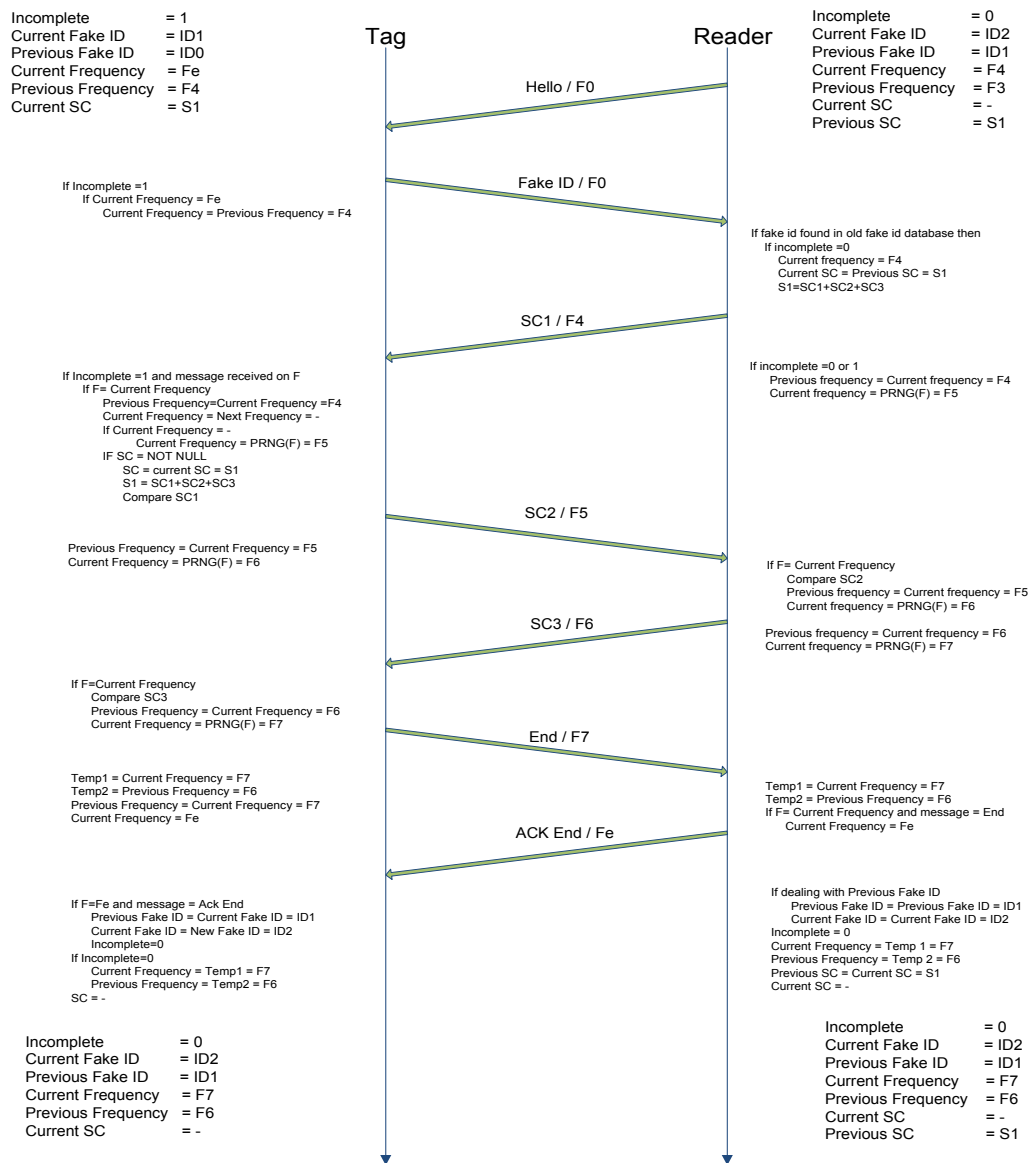 Incomplete = 1
Current Fake ID = ID1
Previous Fake ID = ID0
Current Frequency = Fe
Previous Frequency = F4
Current SC = S1
Tag
Reader
Incomplete = 0
Current Fake ID = ID2
Previous Fake ID = ID1
Current Frequency = F4
Previous Frequency = F3
Current SC = -
Previous SC = S1
Hello / F0
If Incomplete =1
If Current Frequency = Fe
Current Frequency = Previous Frequency = F4
Fake ID / F0
If fake id found in old fake id database then
If incomplete =0
Current frequency = F4
Current SC = Previous SC = S1
S1=SC1+SC2+SC3
SC1 / F4
If incomplete =0 or 1
Previous frequency = Current frequency = F4
Current frequency = PRNG(F) = F5
If Incomplete =1 and message received on F
If F= Current Frequency
Previous Frequency=Current Frequency =F4
Current Frequency = Next Frequency = -
If Current Frequency = -
Current Frequency = PRNG(F) = F5
IF SC = NOT NULL
SC = current SC = S1
S1 = SC1+SC2+SC3
Compare SC1
SC2 / F5
Previous Frequency = Current Frequency = F5
Current Frequency = PRNG(F) = F6
If F= Current Frequency
Compare SC2
Previous frequency = Current frequency = F5
Current frequency = PRNG(F) = F6
SC3 / F6
Previous frequency = Current frequency = F6
Current frequency = PRNG(F) = F7
If F=Current Frequency
Compare SC3
Previous Frequency = Current Frequency = F6
Current Frequency = PRNG(F) = F7
End / F7
Temp1 = Current Frequency = F7
Temp2 = Previous Frequency = F6
Previous Frequency = Current Frequency = F7
Current Frequency = Fe
Temp1 = Current Frequency = F7
Temp2 = Previous Frequency = F6
If F= Current Frequency and message = End
Current Frequency = Fe
ACK End / Fe
If F=Fe and message = Ack End
Previous Fake ID = Current Fake ID = ID1
Current Fake ID = New Fake ID = ID2
Incomplete=0
If Incomplete=0
Current Frequency = Temp1 = F7
Previous Frequency = Temp2 = F6
SC = -
If dealing with Previous Fake ID
Previous Fake ID = Previous Fake ID = ID1
Current Fake ID = Current Fake ID = ID2
Incomplete = 0
Current Frequency = Temp 1 = F7
Previous Frequency = Temp 2 = F6
Previous SC = Current SC = S1
Current SC = -
Incomplete = 0
Current Fake ID = ID2
Previous Fake ID = ID1
Current Frequency = F7
Previous Frequency = F6
Current SC = -
Incomplete = 0
Current Fake ID = ID2
Previous Fake ID = ID1
Current Frequency = F7
Previous Frequency = F6
Current SC = -
Previous SC = S1